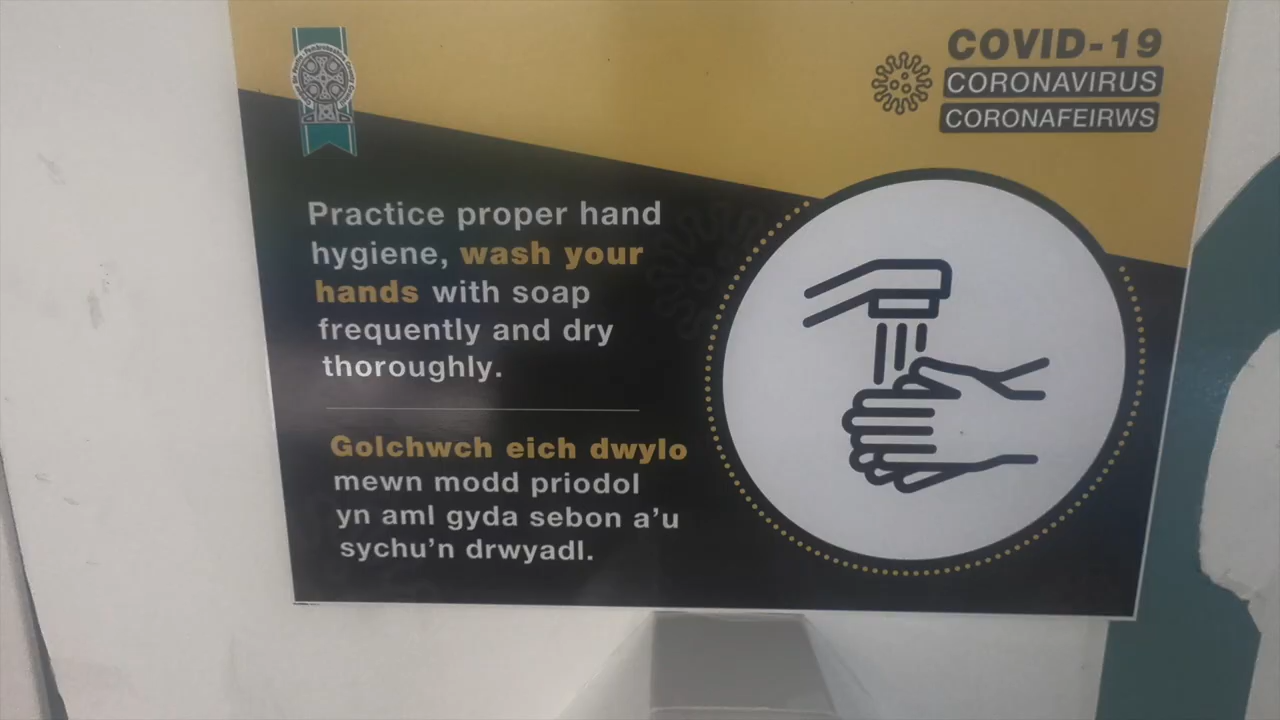 COVID-19
CORONAVIRUS
CORONAFEIRWS
Practice proper hand
hygiene, wash your
hands with soap
frequently and dry
thoroughly.
Golchwch eich dwylo
mewn modd priodol
yn aml gyda sebon a'u
sychu'n drwyadl.